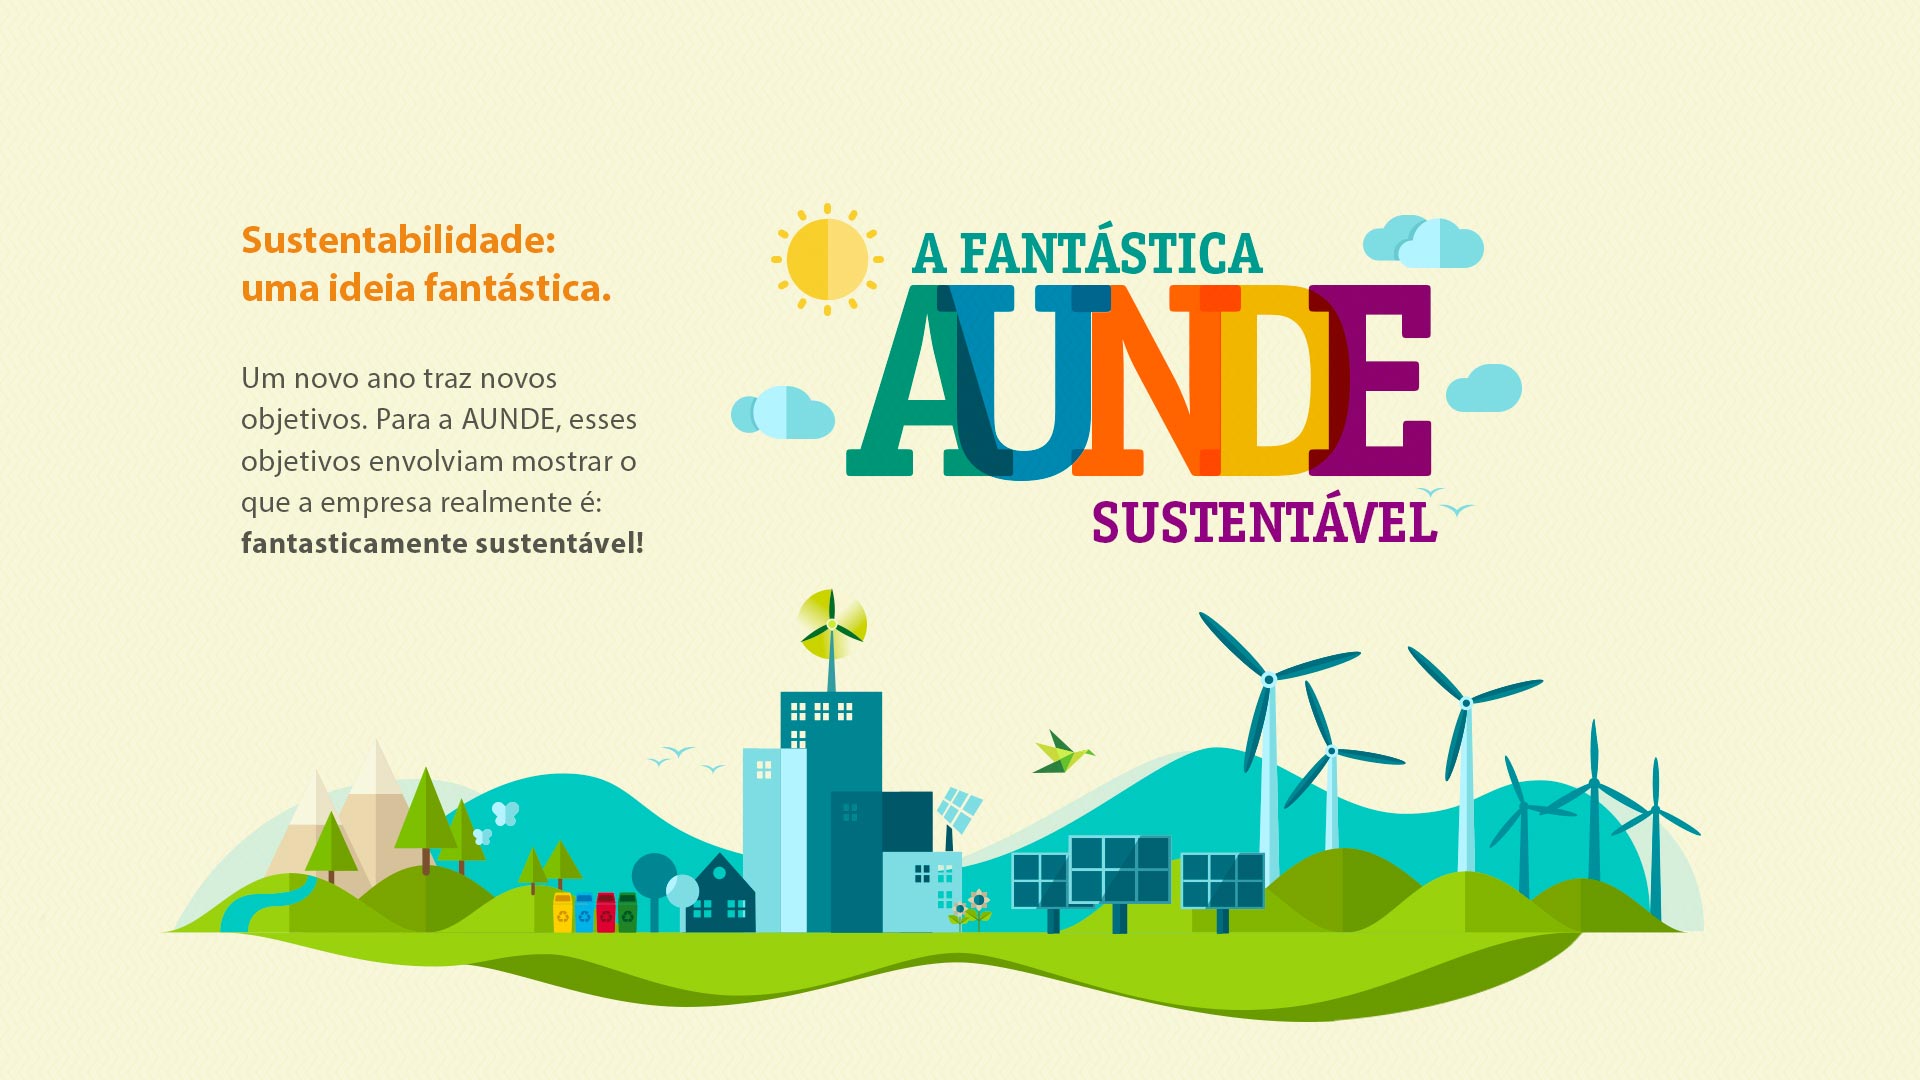 Sustentabilidade:
uma ideia fantástica.
Um novo ano traz novos
objetivos. Para a AUNDE, esses
objetivos envolviam mostrar o
que a empresa realmente é:
fantasticamente sustentável!
A FANTÁSTICA
AUNDE
SUSTENTÁVEL